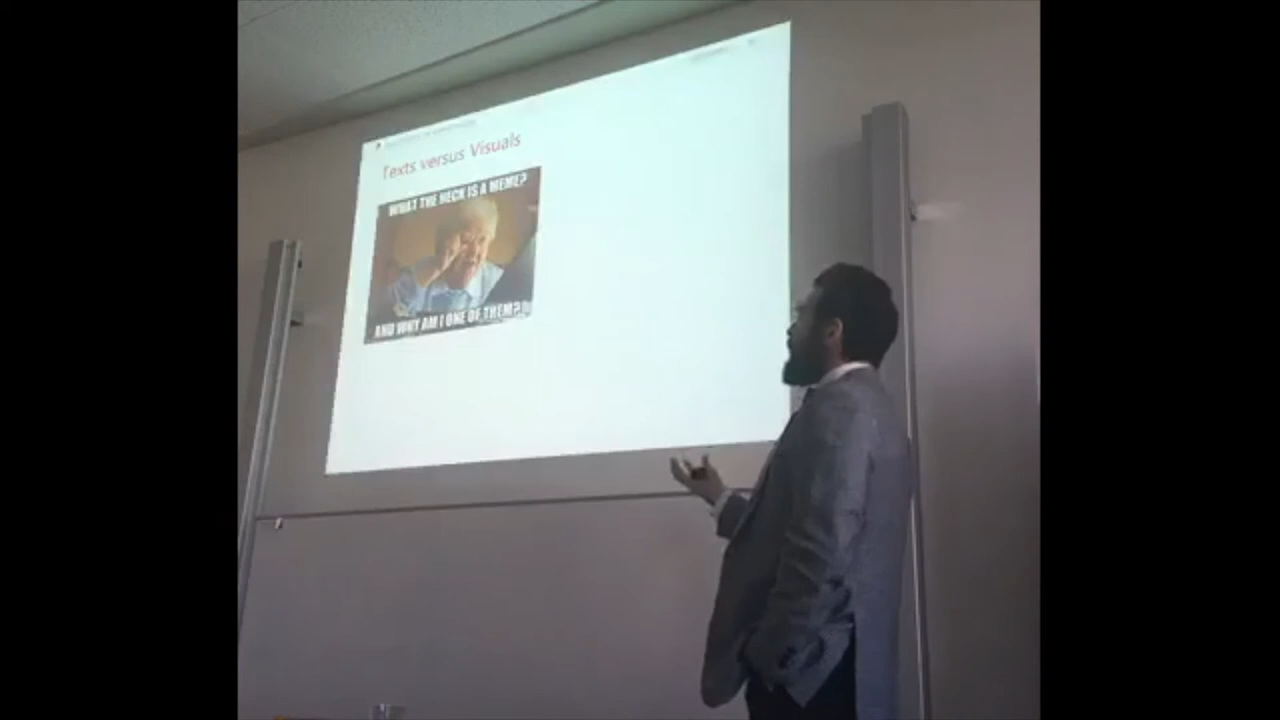 Texts versus Visuals
WHAT THE HECK IS A MEME?
AND WHY AM I ONE OF THEM?!